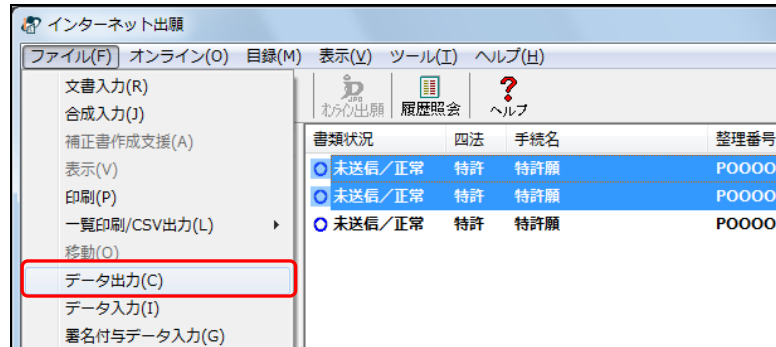 インターネット出願
ファイル(F) オンライン(O) 目録(M) 表示(V) ツール(T) ヘルプ(H)
文書入力(R)
合成入力(J)
補正書作成支援(A)
表示(V)
印刷(P)
一覧印刷/CSV出力(L)
移動(O)
データ出力(C)
データ入力(I)
署名付与データ入力(G)
JPO
オンライン出願 履歴照会 ヘルプ
書類状況 四法 手続名 整理番号
未送信/正常 特許 特許願 P0000
未送信/正常 特許 特許願 P0000
未送信/正常 特許 特許願 P0000